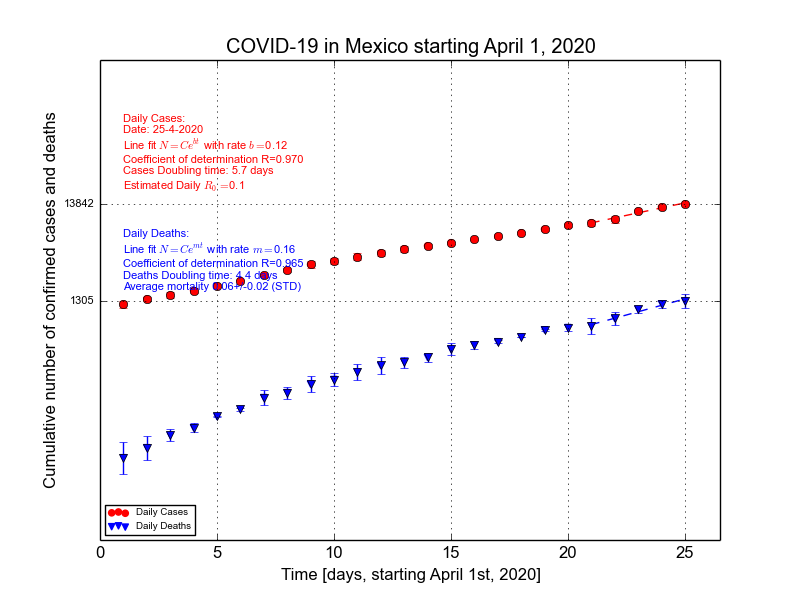 COVID-19 in Mexico starting April 1, 2020
Cumulative number of confirmed cases and deaths
Daily Cases:
Date: 25-4-2020
Line fit N = Ce^{bt} with rate b =0.12
Coefficient of determination R=0.970
Cases Doubling time: 5.7 days
Estimated Daily R_0 =0.1
13842
Daily Deaths:
Line fit N = Ce^{mt} with rate m =0.16
Coefficient of determination R=0.965
Deaths Doubling time: 4.4 days
Average mortality 0.06+/-0.02 (STD)
1305
Daily Cases
Daily Deaths
0 5 10 15 20 25
Time [days, starting April 1st, 2020]